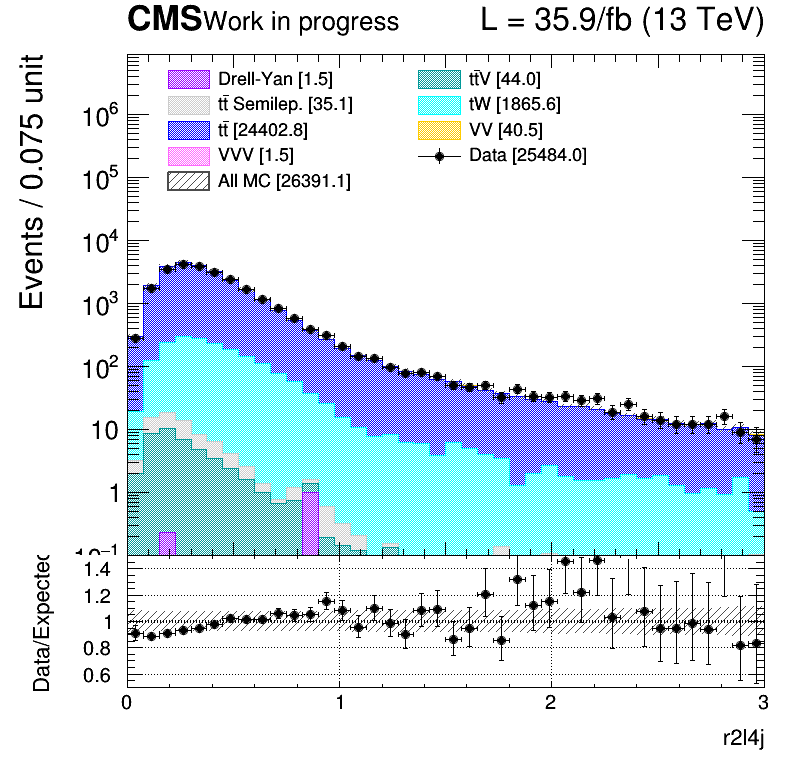 CMS Work in progress L = 35.9/fb (13 TeV)
Events / 0.075 unit
Drell-Yan [1.5]
tt̄ Semilep. [35.1]
tt̄ [24402.8]
VVV [1.5]
All MC [26391.1]
tt̄V [44.0]
tW [1865.6]
VV [40.5]
Data [25484.0]
10⁶
10⁵
10⁴
10³
10²
10
1
10⁻¹
Data/Expected
1.4
1.2
1
0.8
0.6
0 1 2 3
r2l4j